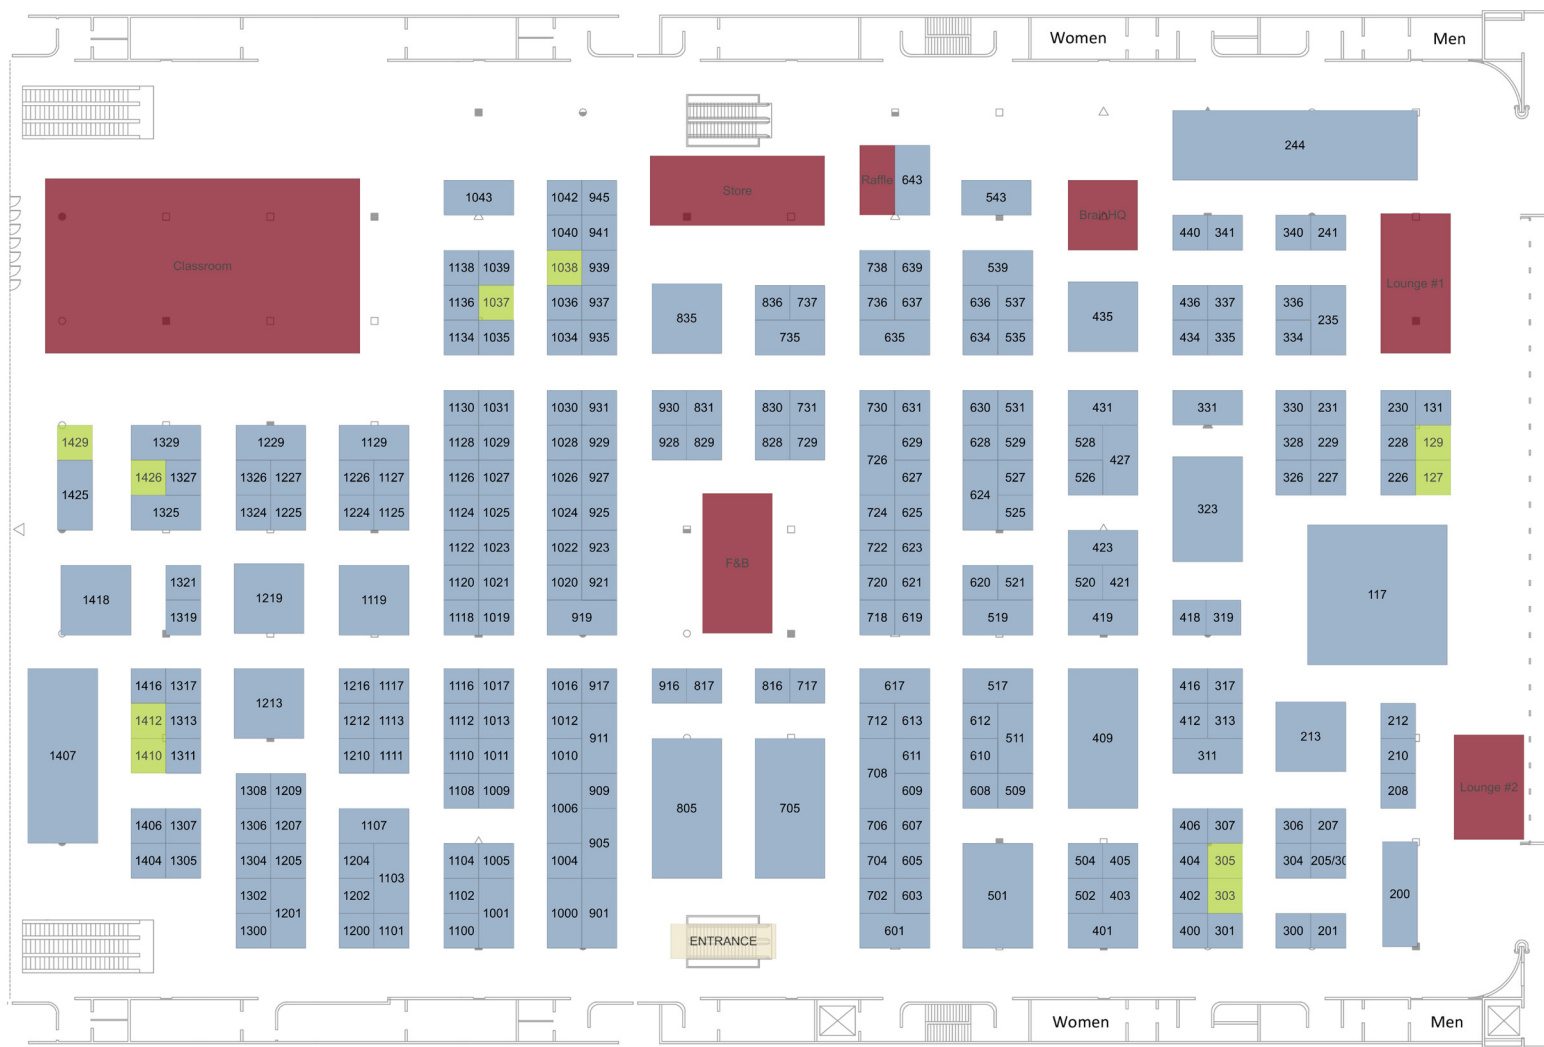 Women Men
244
Raffle 643
Store
1043 1042 945 543 BrainHQ
1040 941 440 341 340 241
Classroom 1138 1039 1038 939 738 639 539 Lounge #1
1136 1037 1036 937 835 836 737 736 637 636 537 435 436 337 336 235
1134 1035 1034 935 735 635 634 535 434 335 334
1130 1031 1030 931 930 831 830 731 730 631 630 531 431 331 330 231 230 131
1429 1329 1229 1129 1128 1029 1028 929 928 829 828 729 726 629 628 529 528 427 328 229 228 129
1425 1426 1327 1326 1227 1226 1127 1126 1027 1026 927 627 624 527 526 326 227 226 127
1325 1324 1225 1224 1125 1124 1025 1024 925 724 625 525 323
1122 1023 1022 923 F&B 722 623 423
1418 1321 1219 1119 1120 1021 1020 921 720 621 620 521 520 421 117
1319 1118 1019 919 718 619 519 419 418 319
1416 1317 1213 1216 1117 1116 1017 1016 917 916 817 816 717 617 517 409 416 317
1412 1313 1212 1113 1112 1013 1012 911 712 613 612 511 412 313 213 212
1407 1410 1311 1210 1111 1110 1011 1010 708 611 610 311 210
1308 1209 1108 1009 1006 909 805 705 609 608 509 208 Lounge #2
1406 1307 1306 1207 1107 905 706 607 406 307 306 207
1404 1305 1304 1205 1204 1103 1104 1005 1004 704 605 501 504 405 404 305 304 205/30
1302 1201 1202 1102 1001 1000 901 702 603 502 403 402 303 200
1300 1200 1101 1100 ENTRANCE 601 401 400 301 300 201
Women Men